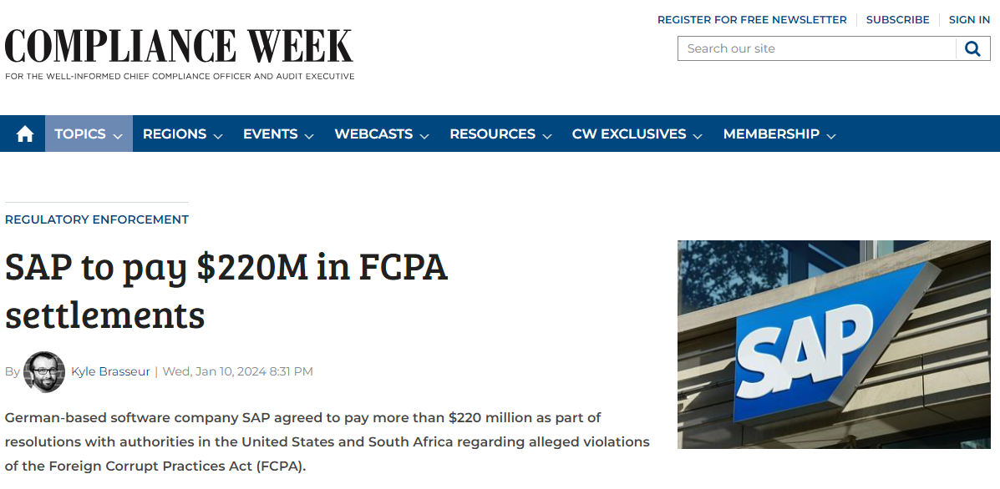 REGISTER FOR FREE NEWSLETTER SUBSCRIBE SIGN IN
COMPLIANCE WEEK
FOR THE WELL-INFORMED CHIEF COMPLIANCE OFFICER AND AUDIT EXECUTIVE
Search our site
TOPICS REGIONS EVENTS WEBCASTS RESOURCES CW EXCLUSIVES MEMBERSHIP
REGULATORY ENFORCEMENT
SAP to pay $220M in FCPA
settlements
By Kyle Brasseur | Wed, Jan 10, 2024 8:31 PM
German-based software company SAP agreed to pay more than $220 million as part of
resolutions with authorities in the United States and South Africa regarding alleged violations
of the Foreign Corrupt Practices Act (FCPA).
SAP